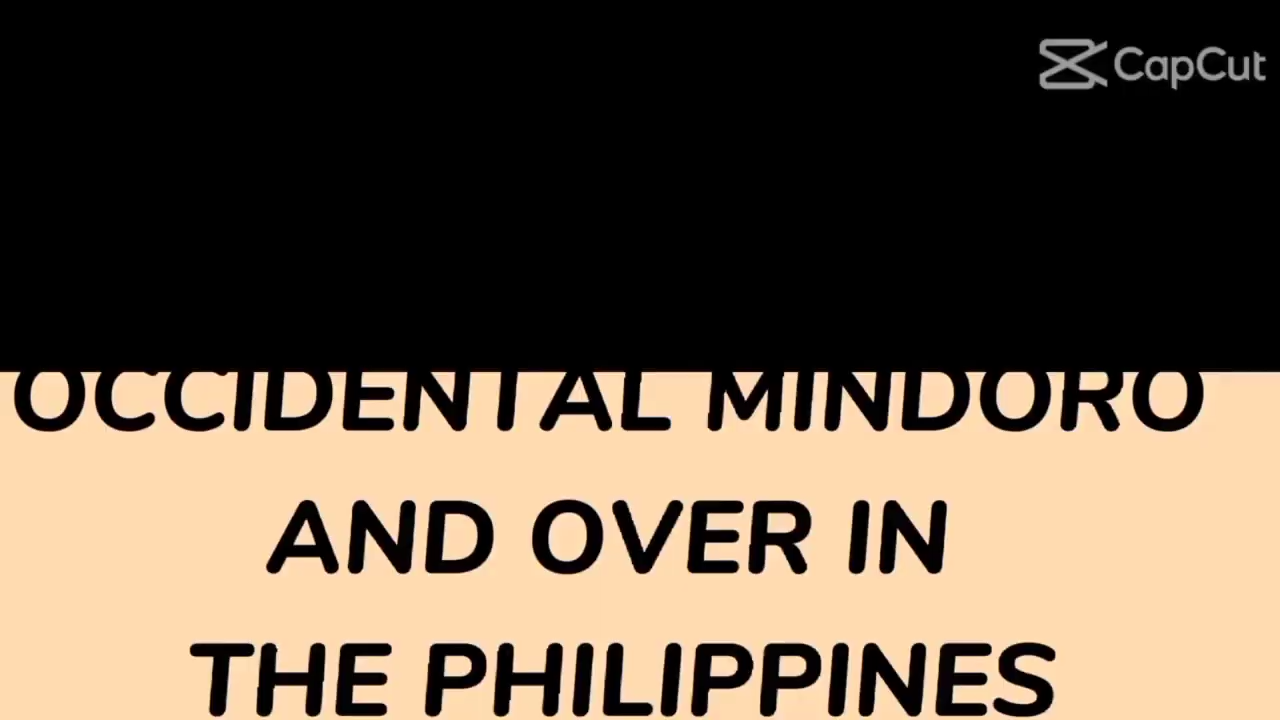 CapCut
OCCIDENTAL MINDORO
AND OVER IN
THE PHILIPPINES